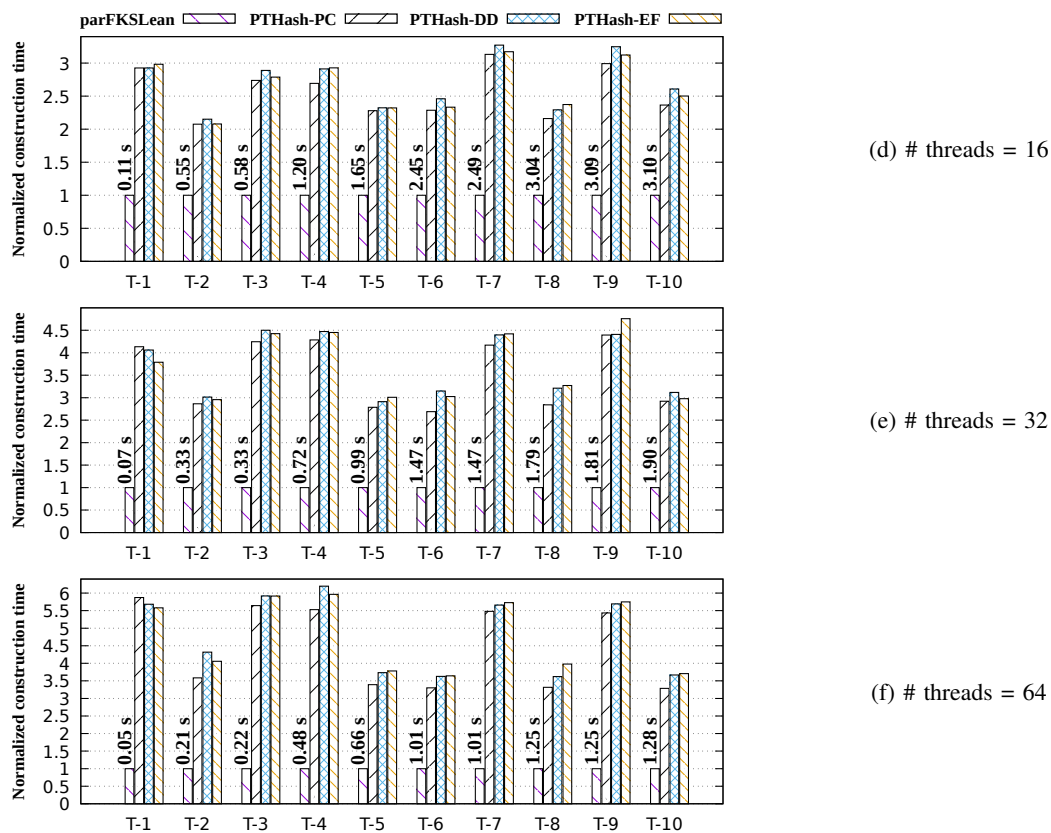 parFKSLean PTHash-PC PTHash-DD PTHash-EF
Normalized construction time
3
2.5
2
1.5
1
0.5
0
0.11 s 0.55 s 0.58 s 1.20 s 1.65 s 2.45 s 2.49 s 3.04 s 3.09 s 3.10 s
T-1 T-2 T-3 T-4 T-5 T-6 T-7 T-8 T-9 T-10
(d) # threads = 16
Normalized construction time
4.5
4
3.5
3
2.5
2
1.5
1
0.5
0
0.07 s 0.33 s 0.33 s 0.72 s 0.99 s 1.47 s 1.47 s 1.79 s 1.81 s 1.90 s
T-1 T-2 T-3 T-4 T-5 T-6 T-7 T-8 T-9 T-10
(e) # threads = 32
Normalized construction time
6
5.5
5
4.5
4
3.5
3
2.5
2
1.5
1
0.5
0
0.05 s 0.21 s 0.22 s 0.48 s 0.66 s 1.01 s 1.01 s 1.25 s 1.25 s 1.28 s
T-1 T-2 T-3 T-4 T-5 T-6 T-7 T-8 T-9 T-10
(f) # threads = 64